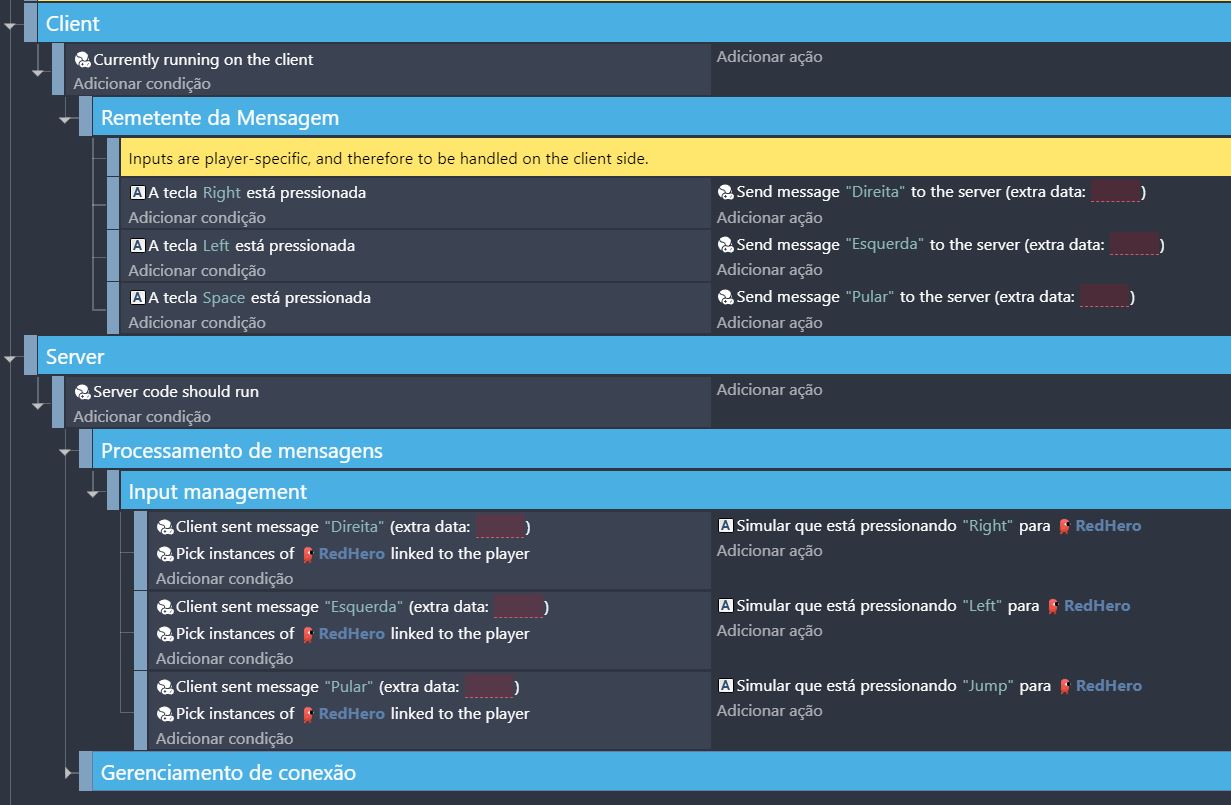 Client
Currently running on the client
Adicionar ação
Adicionar condição
Remetente da Mensagem
Inputs are player-specific, and therefore to be handled on the client side.
A A tecla Right está pressionada
Send message "Direita" to the server (extra data: )
Adicionar condição
Adicionar ação
A A tecla Left está pressionada
Send message "Esquerda" to the server (extra data: )
Adicionar condição
Adicionar ação
A A tecla Space está pressionada
Send message "Pular" to the server (extra data: )
Adicionar condição
Adicionar ação
Server
Server code should run
Adicionar ação
Adicionar condição
Processamento de mensagens
Input management
Client sent message "Direita" (extra data: )
A Simular que está pressionando "Right" para RedHero
Pick instances of RedHero linked to the player
Adicionar ação
Adicionar condição
Client sent message "Esquerda" (extra data: )
A Simular que está pressionando "Left" para RedHero
Pick instances of RedHero linked to the player
Adicionar ação
Adicionar condição
Client sent message "Pular" (extra data: )
A Simular que está pressionando "Jump" para RedHero
Pick instances of RedHero linked to the player
Adicionar ação
Adicionar condição
Gerenciamento de conexão